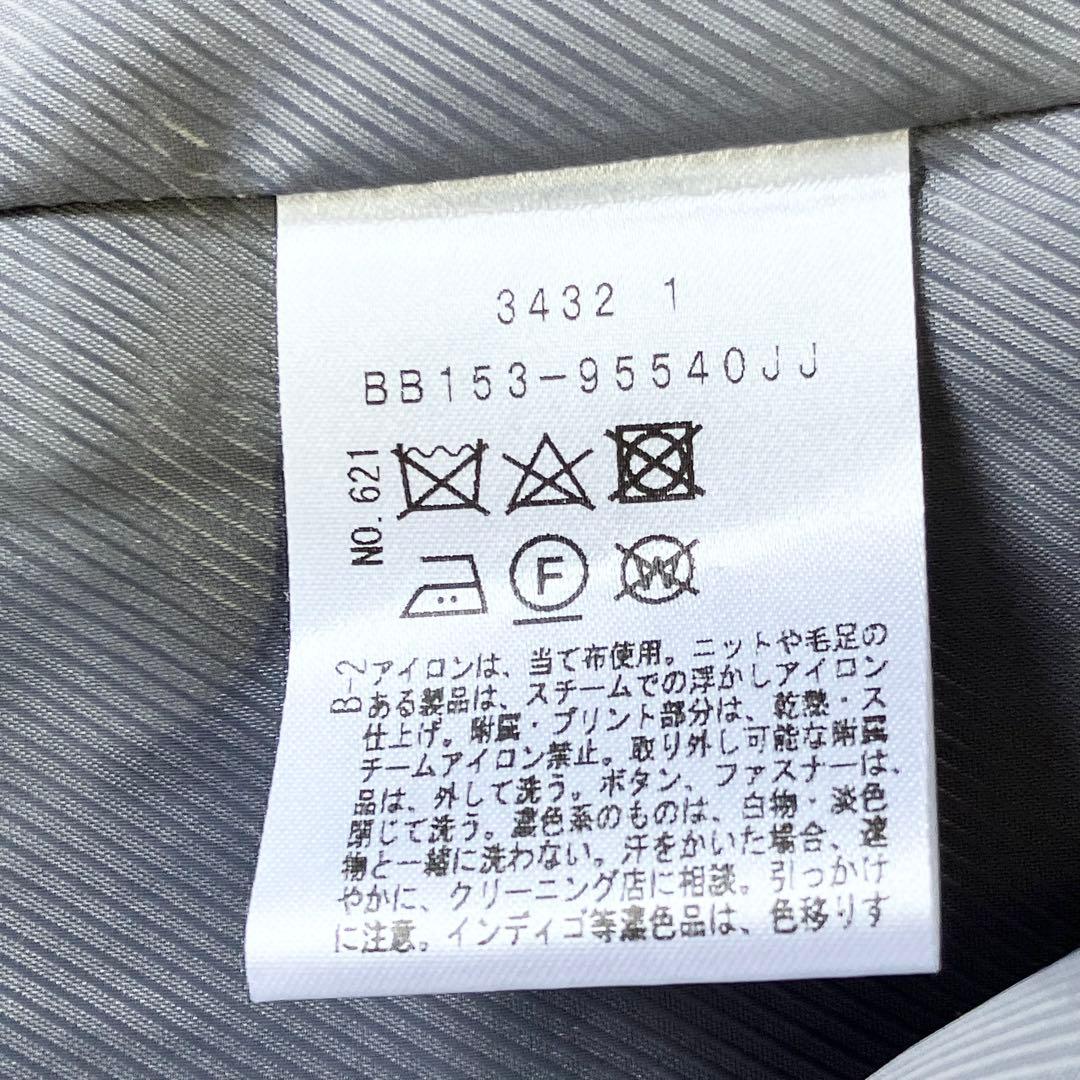 3432 1
BB153-95540JJ
NO.621
F
W
B-2
アイロンは、当て布使用。ニットや毛足の
ある製品は、スチームでの浮かしアイロン
仕上げ。附属・プリント部分は、乾熱・ス
チームアイロン禁止。取り外し可能な附属
品は、外して洗う。ボタン、ファスナーは、
閉じて洗う。濃色系のものは、白物・淡色
物と一緒に洗わない。汗をかいた場合、速
やかに、クリーニング店に相談。引っかけ
に注意。インディゴ等濃色品は、色移りす